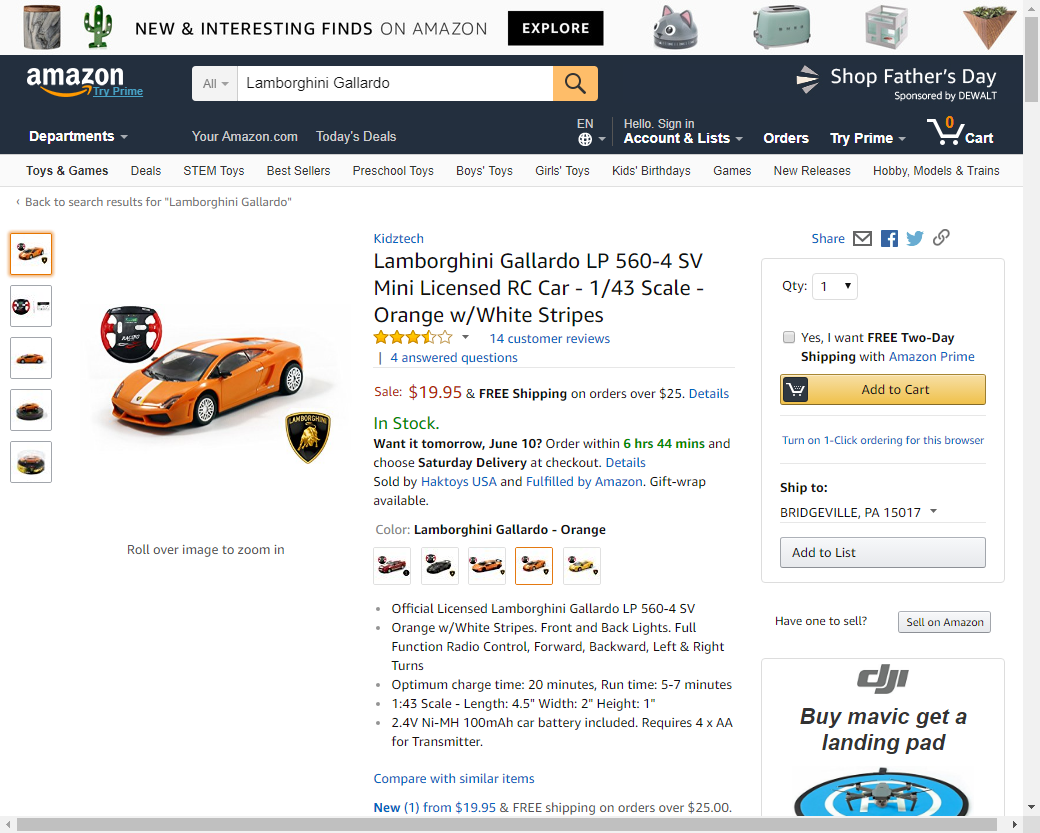 NEW & INTERESTING FINDS ON AMAZON
EXPLORE
amazon
Try Prime
All
Lamborghini Gallardo
Shop Father's Day
Sponsored by DEWALT
Departments
Your Amazon.com
Today's Deals
EN
Hello. Sign in
Account & Lists
Orders
Try Prime
0
Cart
Toys & Games
Deals
STEM Toys
Best Sellers
Preschool Toys
Boys' Toys
Girls' Toys
Kids' Birthdays
Games
New Releases
Hobby, Models & Trains
‹ Back to search results for "Lamborghini Gallardo"
LAMBORGHINI
Roll over image to zoom in
Kidztech
Lamborghini Gallardo LP 560-4 SV
Mini Licensed RC Car - 1/43 Scale -
Orange w/White Stripes
14 customer reviews
| 4 answered questions
Sale: $19.95 & FREE Shipping on orders over $25. Details
In Stock.
Want it tomorrow, June 10? Order within 6 hrs 44 mins and
choose Saturday Delivery at checkout. Details
Sold by Haktoys USA and Fulfilled by Amazon. Gift-wrap
available.
Color: Lamborghini Gallardo - Orange
• Official Licensed Lamborghini Gallardo LP 560-4 SV
• Orange w/White Stripes. Front and Back Lights. Full
Function Radio Control, Forward, Backward, Left & Right
Turns
• Optimum charge time: 20 minutes, Run time: 5-7 minutes
• 1:43 Scale - Length: 4.5" Width: 2" Height: 1"
• 2.4V Ni-MH 100mAh car battery included. Requires 4 x AA
for Transmitter.
Compare with similar items
New (1) from $19.95 & FREE shipping on orders over $25.00.
Share
Qty: 1
Yes, I want FREE Two-Day
Shipping with Amazon Prime
Add to Cart
Turn on 1-Click ordering for this browser
Ship to:
BRIDGEVILLE, PA 15017
Add to List
Have one to sell?
Sell on Amazon
dji
Buy mavic get a
landing pad